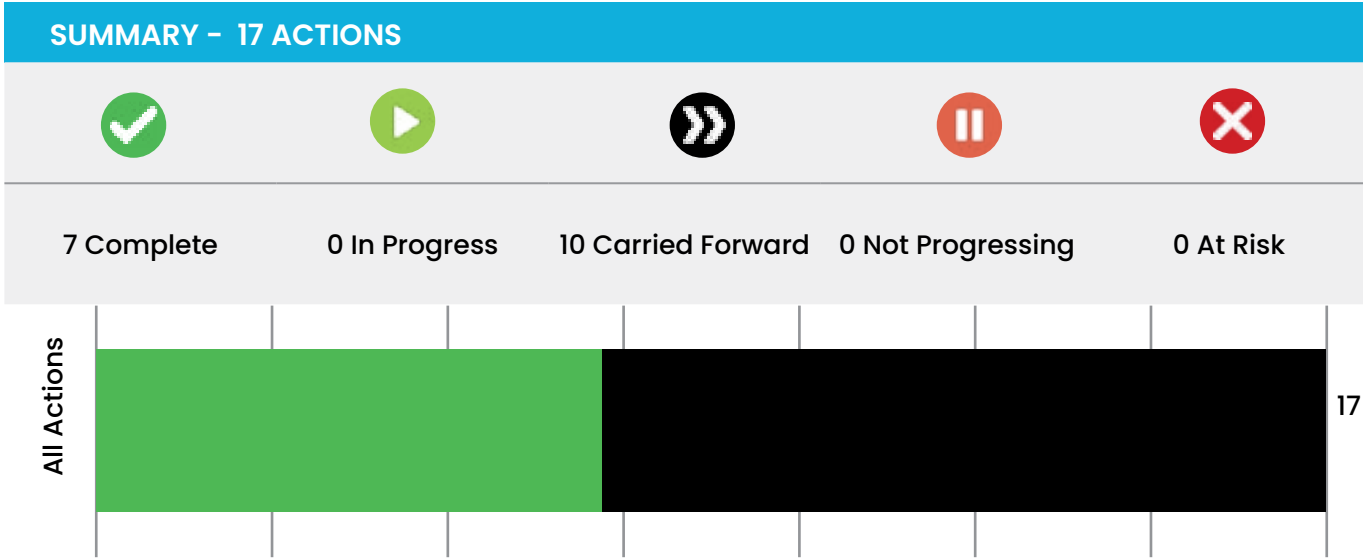 SUMMARY - 17 ACTIONS
7 Complete
0 In Progress
10 Carried Forward
0 Not Progressing
0 At Risk
All Actions
17